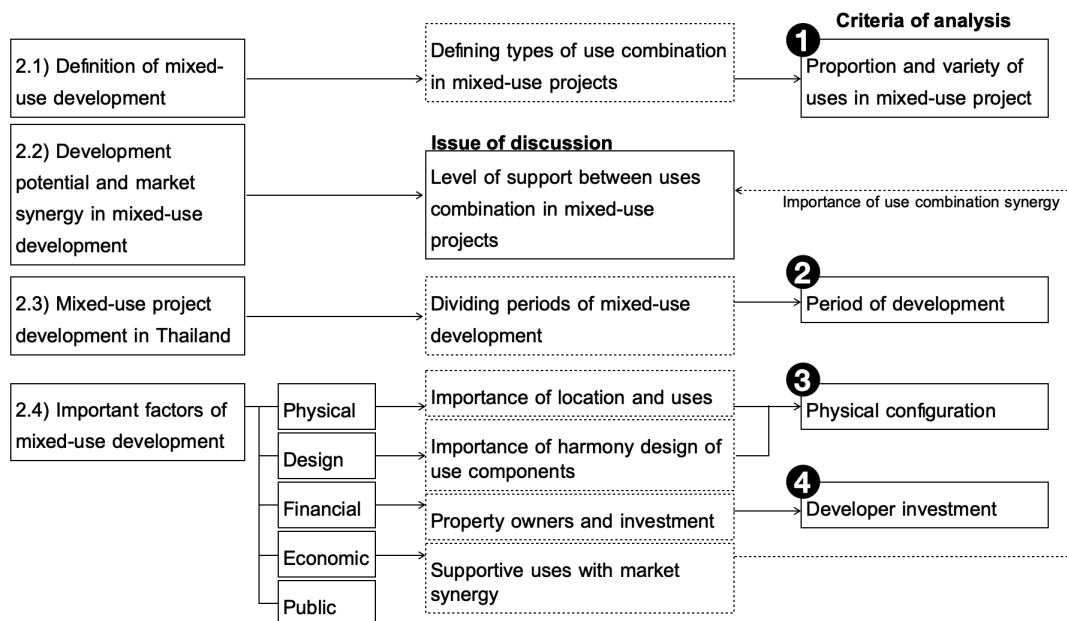 Criteria of analysis
2.1) Definition of mixed-
use development
Defining types of use combination
in mixed-use projects
1
Proportion and variety of
uses in mixed-use project
2.2) Development
potential and market
synergy in mixed-use
development
Issue of discussion
Level of support between uses
combination in mixed-use
projects
Importance of use combination synergy
2.3) Mixed-use project
development in Thailand
Dividing periods of mixed-use
development
2
Period of development
2.4) Important factors of
mixed-use development
Physical
Importance of location and uses
3
Physical configuration
Design
Importance of harmony design of
use components
Financial
Property owners and investment
4
Developer investment
Economic
Supportive uses with market
synergy
Public